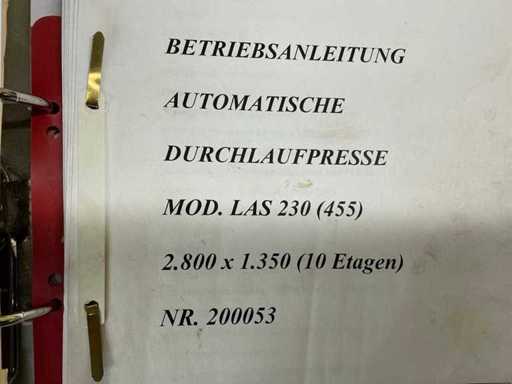 BETRIEBSANLEITUNG
AUTOMATISCHE
DURCHLAUFPRESSE
MOD. LAS 230 (455)
2.800 x 1.350 (10 Etagen)
NR. 200053